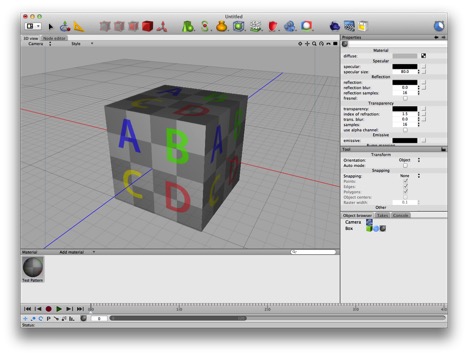 Untitled
3D view
Node editor
Camera
Style
Properties
Material
diffuse:
Specular
specular:
specular size: 80.0
Reflection
reflection:
reflection blur: 0.0
reflection samples: 16
fresnel:
Transparency
transparency:
index of refraction: 1.5
trans. blur: 0.0
samples: 16
use alpha channel:
Emissive
emissive:
Tool
Transform
Orientation: Object
Auto mode:
Snapping
Snapping: None
Points:
Edges:
Polygons:
Object centers:
Raster width: 0.1
Other
Object browser
Takes
Console
Camera
Box
A B
C D
Material
Add material
Test Pattern
Status: